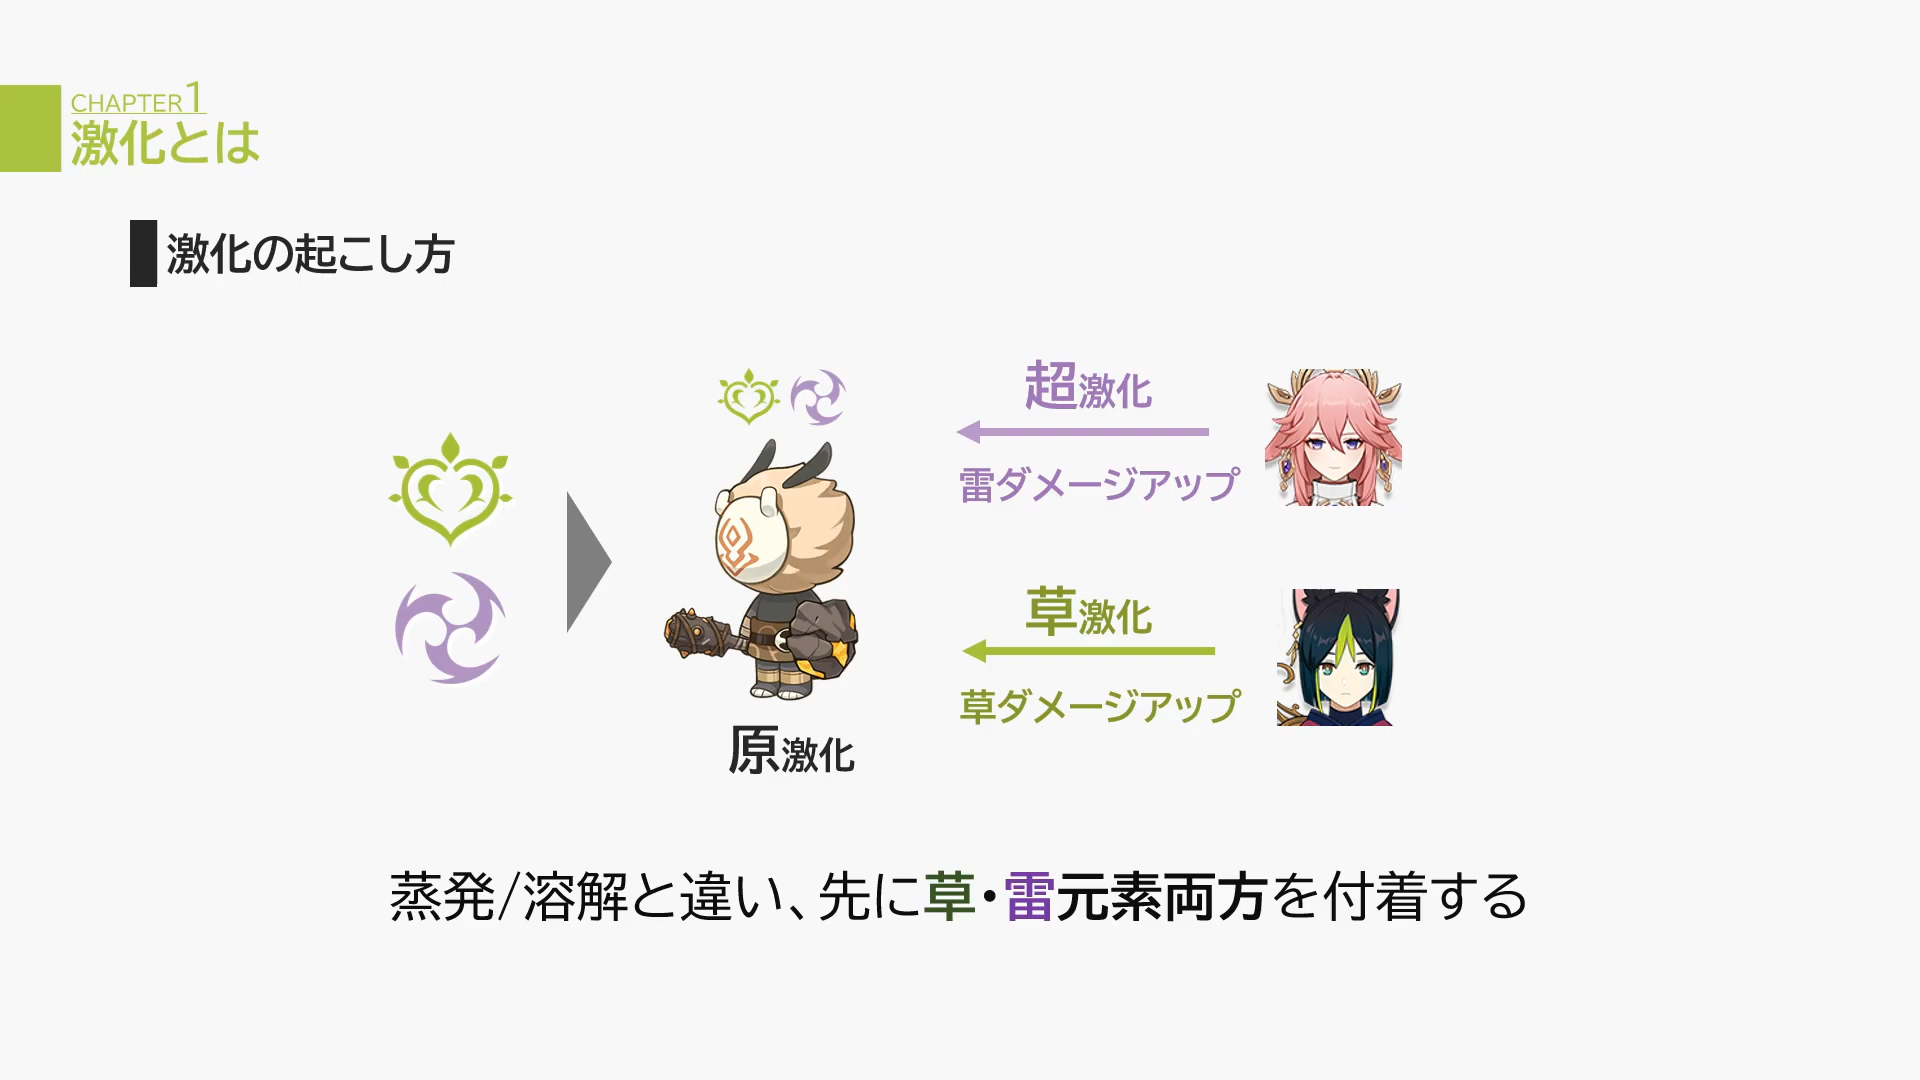 CHAPTER1
激化とは
激化の起こし方
超激化
雷ダメージアップ
草激化
草ダメージアップ
原激化
蒸発/溶解と違い、先に草・雷元素両方を付着する